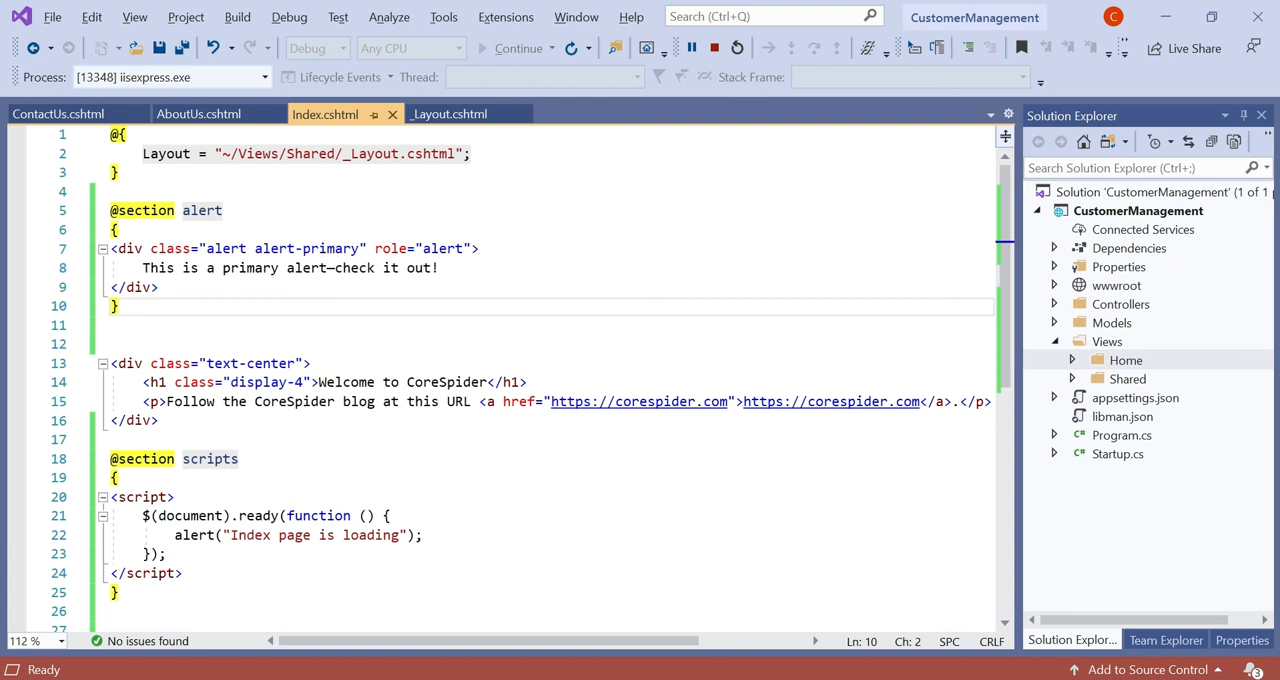 File Edit View Project Build Debug Test Analyze Tools Extensions Window Help Search (Ctrl+Q) CustomerManagement C
Debug Any CPU Continue Live Share
Process: [13348] iisexpress.exe Lifecycle Events Thread: Stack Frame:
ContactUs.cshtml AboutUs.cshtml Index.cshtml _Layout.cshtml
1 @{
2 Layout = "~/Views/Shared/_Layout.cshtml";
3 }
4
5 @section alert
6 {
7 <div class="alert alert-primary" role="alert">
8 This is a primary alert—check it out!
9 </div>
10 }
11
12
13 <div class="text-center">
14 <h1 class="display-4">Welcome to CoreSpider</h1>
15 <p>Follow the CoreSpider blog at this URL <a href="https://corespider.com">https://corespider.com</a>.</p>
16 </div>
17
18 @section scripts
19 {
20 <script>
21 $(document).ready(function () {
22 alert("Index page is loading");
23 });
24 </script>
25 }
26
27
112 % No issues found Ln: 10 Ch: 2 SPC CRLF
Solution Explorer
Search Solution Explorer (Ctrl+;)
Solution 'CustomerManagement' (1 of 1 p
CustomerManagement
Connected Services
Dependencies
Properties
wwwroot
Controllers
Models
Views
Home
Shared
appsettings.json
libman.json
C# Program.cs
C# Startup.cs
Solution Explor... Team Explorer Properties
Ready Add to Source Control 3